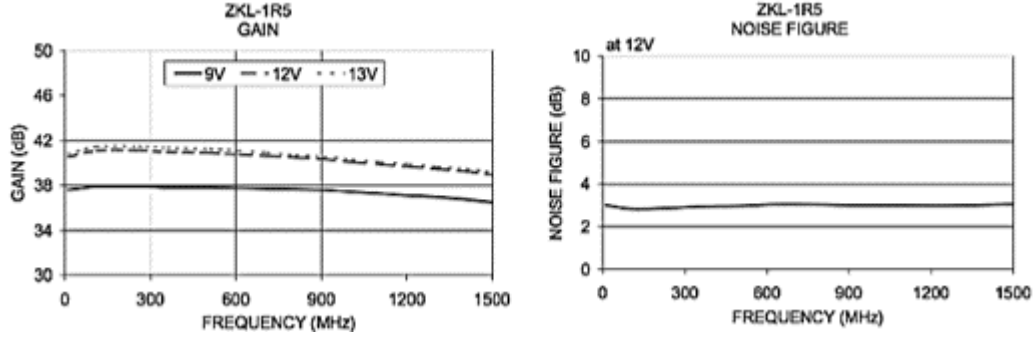 ZKL-1R5
GAIN
9V 12V 13V
GAIN (dB)
50
46
42
38
34
30
0 300 600 900 1200 1500
FREQUENCY (MHz)
ZKL-1R5
NOISE FIGURE
at 12V
NOISE FIGURE (dB)
10
8
6
4
2
0
0 300 600 900 1200 1500
FREQUENCY (MHz)